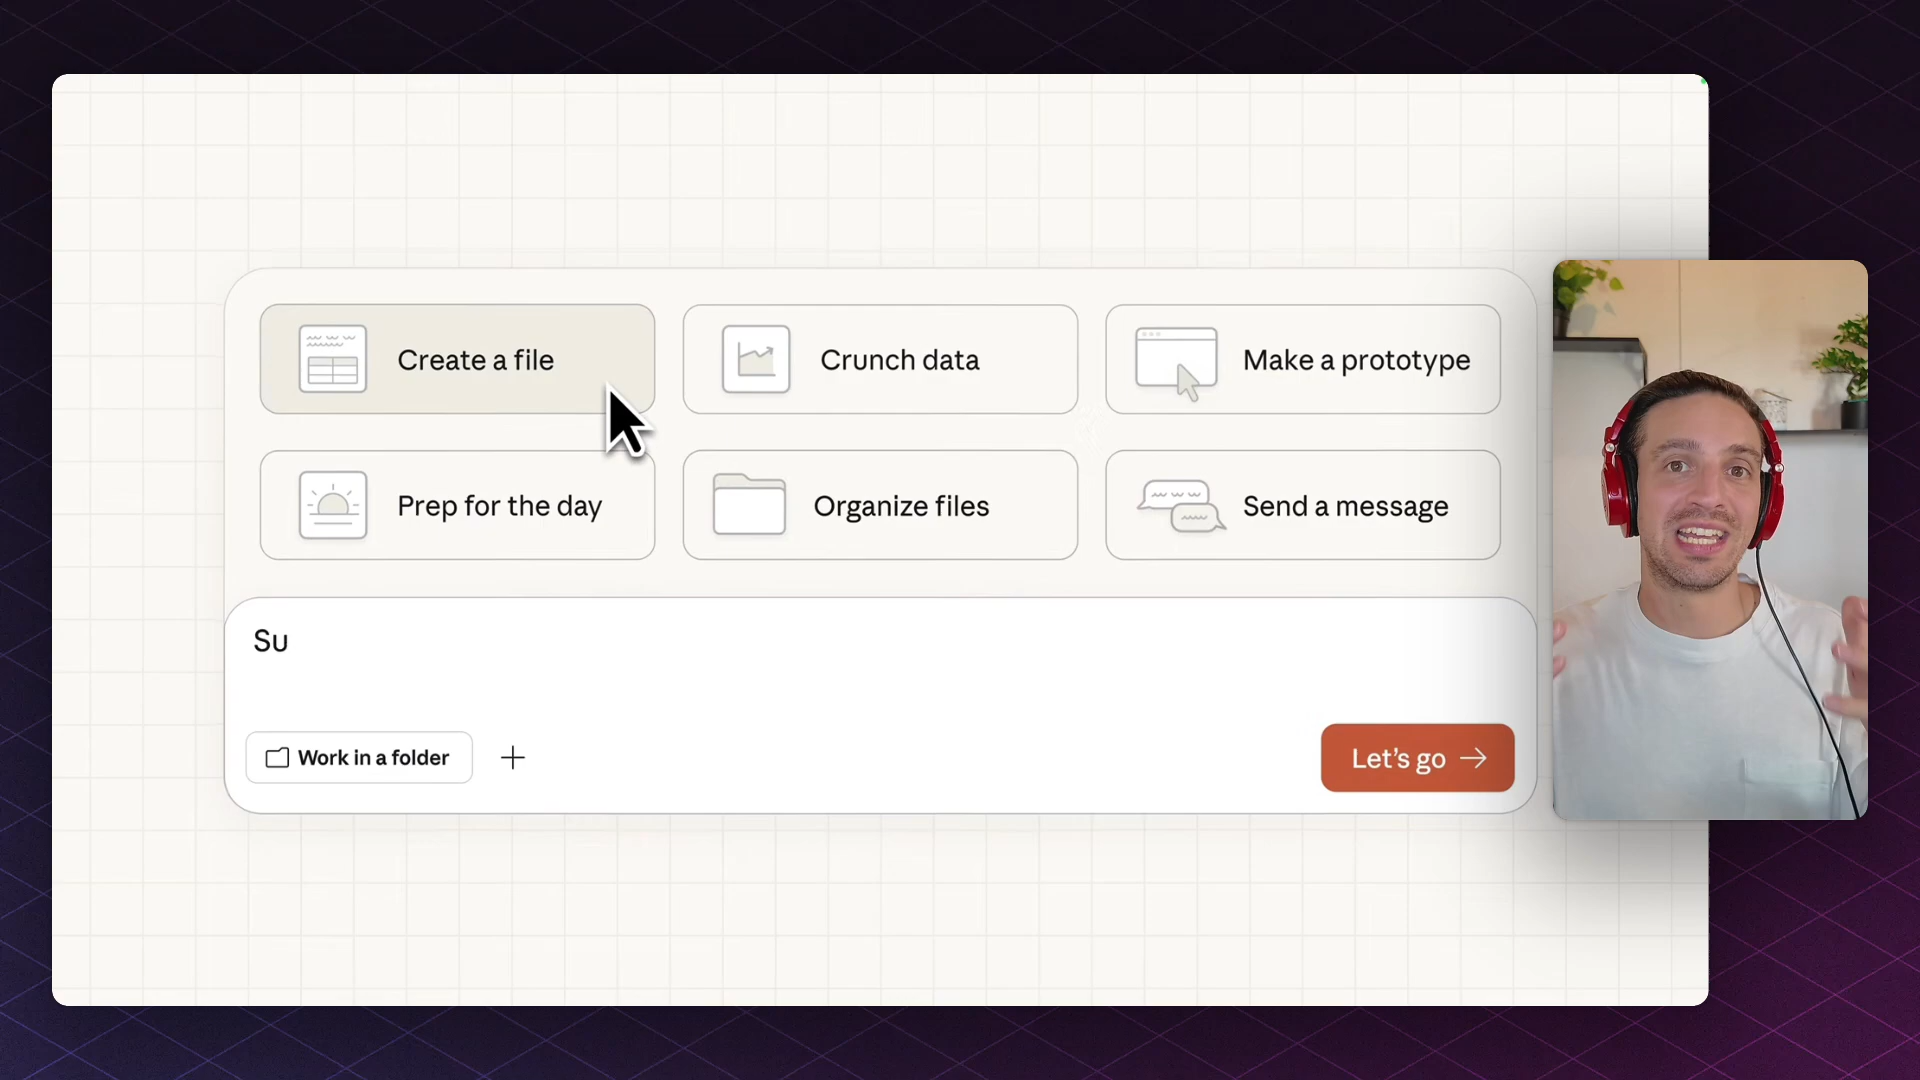 Create a file
Crunch data
Make a prototype
Prep for the day
Organize files
Send a message
Su
Work in a folder
Let's go